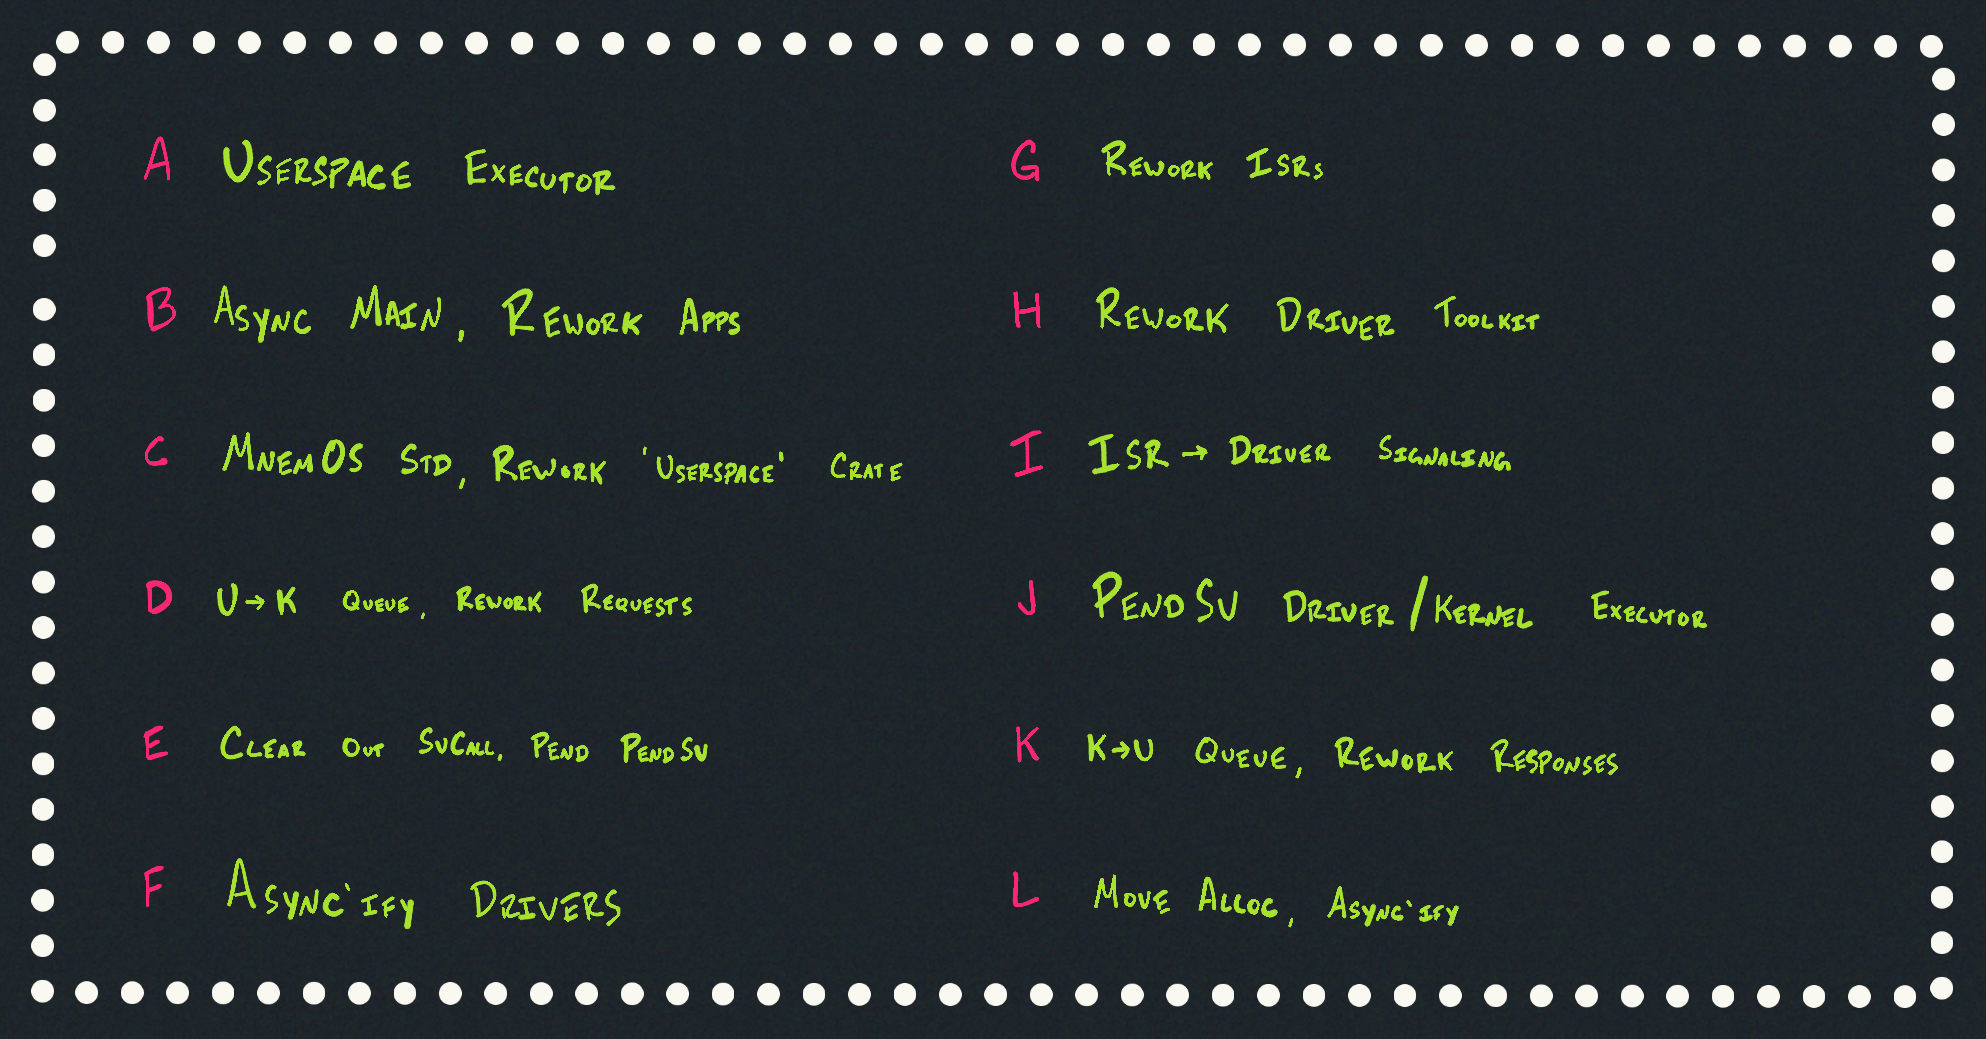 A Userspace Executor
B Async Main, Rework Apps
C MnemOS Std, Rework 'Userspace' Crate
D U→K Queue, Rework Requests
E Clear Out SVCall, Pend PendSV
F Async'ify Drivers
G Rework ISRs
H Rework Driver Toolkit
I ISR→Driver Signaling
J PendSV Driver/Kernel Executor
K K→U Queue, Rework Responses
L Move Alloc, Async'ify